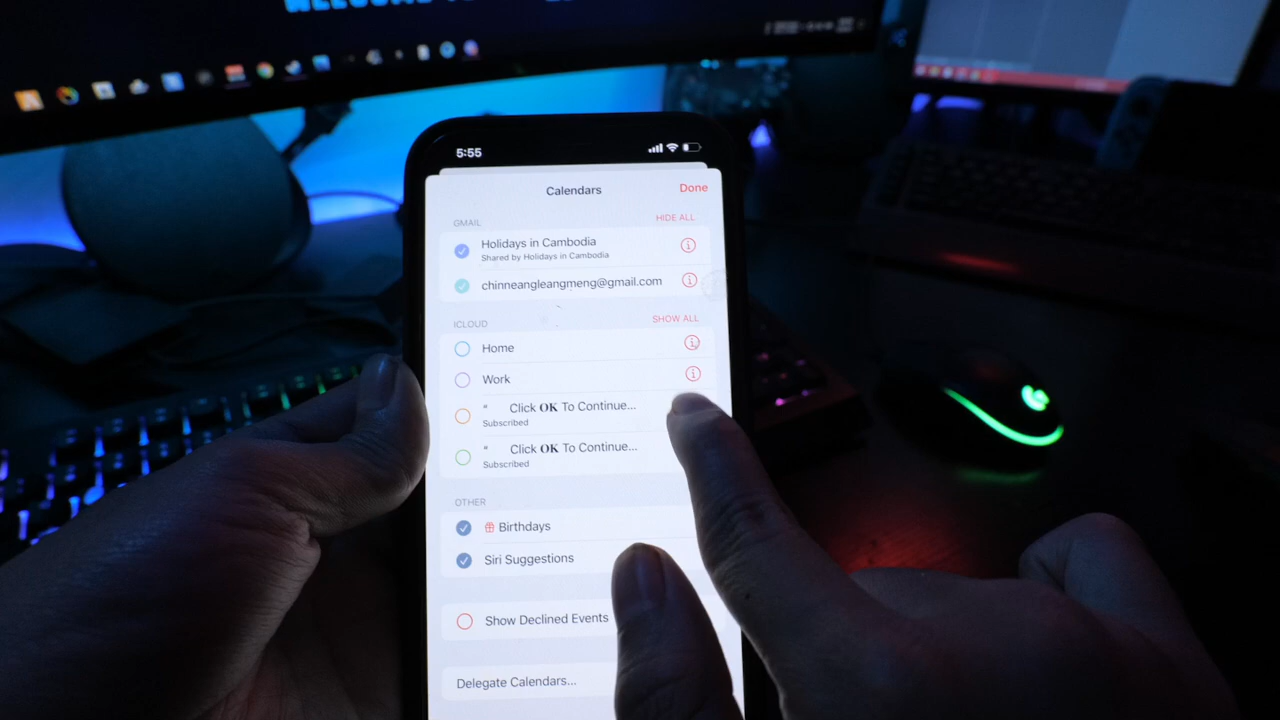 WELCOME TO
5:55
Calendars
Done
GMAIL
HIDE ALL
Holidays in Cambodia
Shared by Holidays in Cambodia
chinneangleangmeng@gmail.com
ICLOUD
SHOW ALL
Home
Work
“ Click OK To Continue...
Subscribed
“ Click OK To Continue...
Subscribed
OTHER
Birthdays
Siri Suggestions
Show Declined Events
Delegate Calendars...